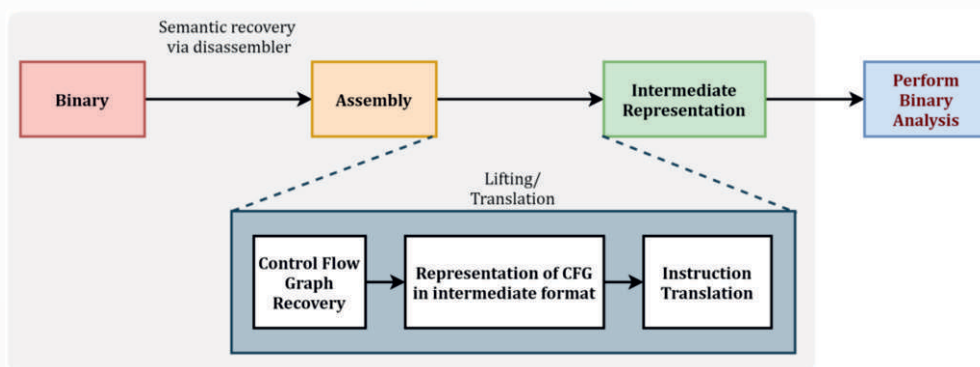 Semantic recovery
via disassembler
Binary
Assembly
Intermediate
Representation
Perform
Binary
Analysis
Lifting/
Translation
Control Flow
Graph
Recovery
Representation of CFG
in intermediate format
Instruction
Translation